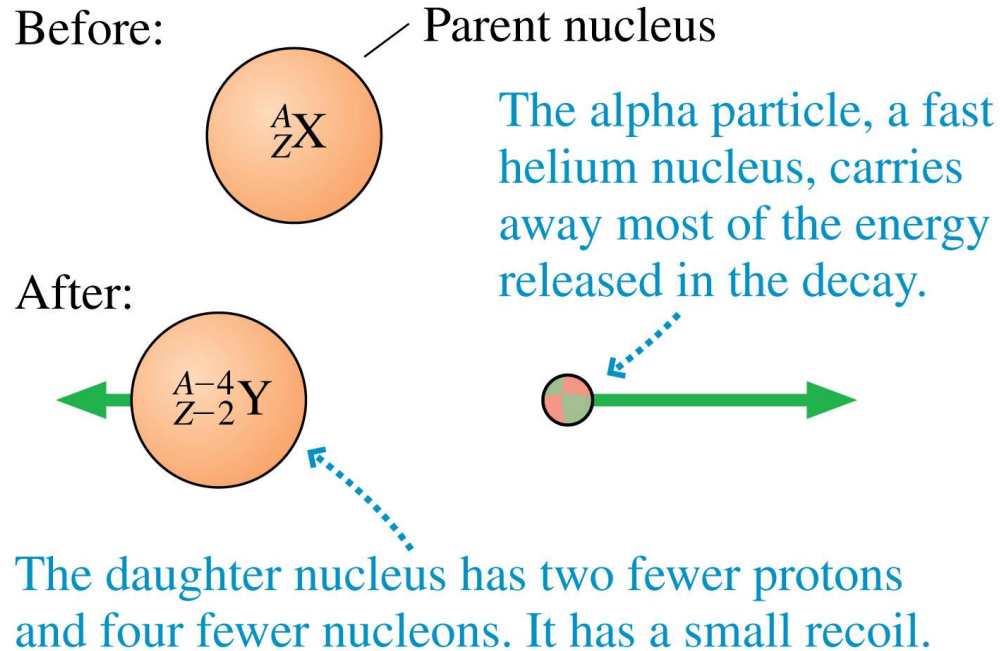 Before:
Parent nucleus
A
Z X
The alpha particle, a fast
helium nucleus, carries
away most of the energy
released in the decay.
After:
A−4
Z−2 Y
The daughter nucleus has two fewer protons
and four fewer nucleons. It has a small recoil.